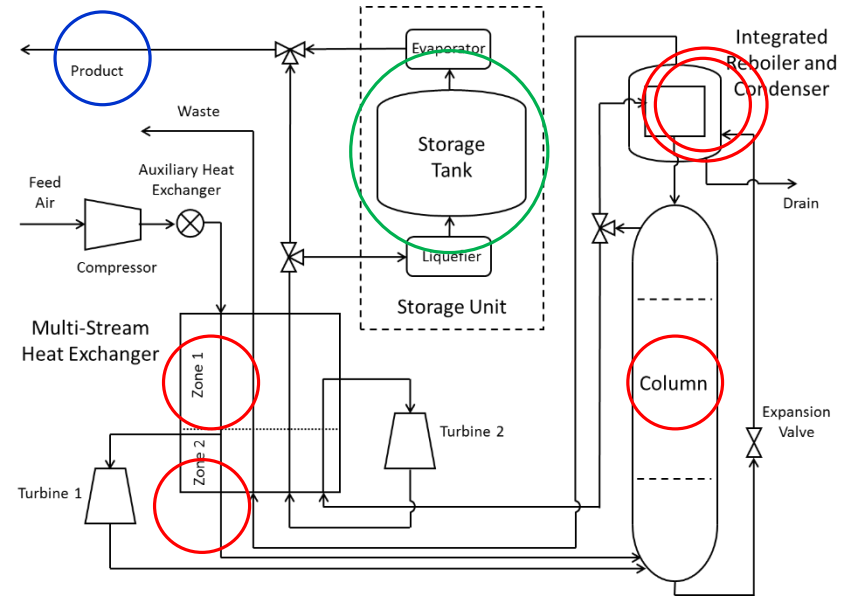 Evaporator
Integrated
Reboiler and
Condenser
Product
Waste
Storage
Tank
Auxiliary Heat
Exchanger
Feed
Air
Drain
Compressor
Liquefier
Storage Unit
Multi-Stream
Heat Exchanger
Zone 1
Column
Expansion
Valve
Turbine 2
Zone 2
Turbine 1